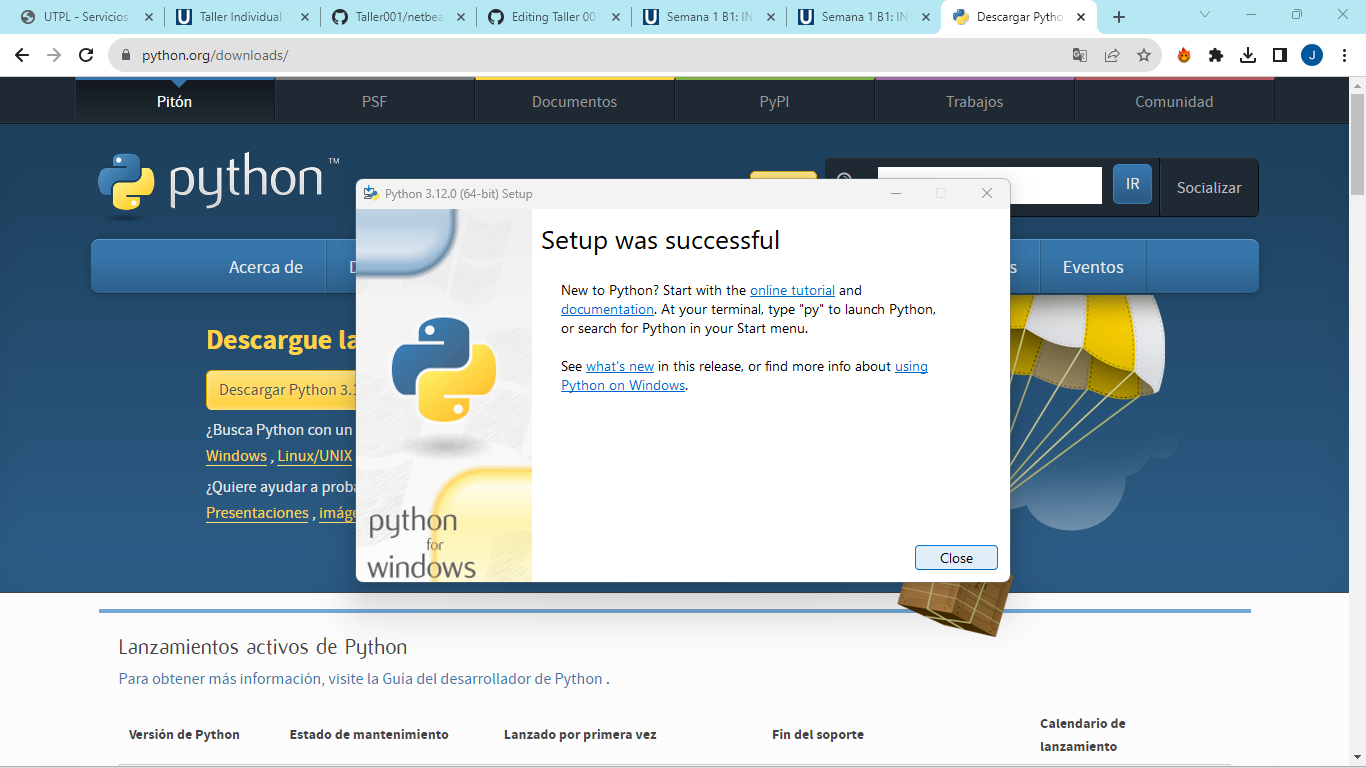 UTPL - Servicios
Taller Individual
Taller001/netbea
Editing Taller 00
Semana 1 B1: IN
Semana 1 B1: IN
Descargar Pytho
python.org/downloads/
J
Pitón
PSF
Documentos
PyPI
Trabajos
Comunidad
python™
IR
Socializar
Acerca de
s
Eventos
Descargue la
Descargar Python 3.1
¿Busca Python con un
Windows , Linux/UNIX
¿Quiere ayudar a proba
Presentaciones , imáge
Python 3.12.0 (64-bit) Setup
Setup was successful
New to Python? Start with the online tutorial and
documentation. At your terminal, type "py" to launch Python,
or search for Python in your Start menu.
See what's new in this release, or find more info about using
Python on Windows.
python
for
windows
Close
Lanzamientos activos de Python
Para obtener más información, visite la Guía del desarrollador de Python .
Versión de Python
Estado de mantenimiento
Lanzado por primera vez
Fin del soporte
Calendario de
lanzamiento